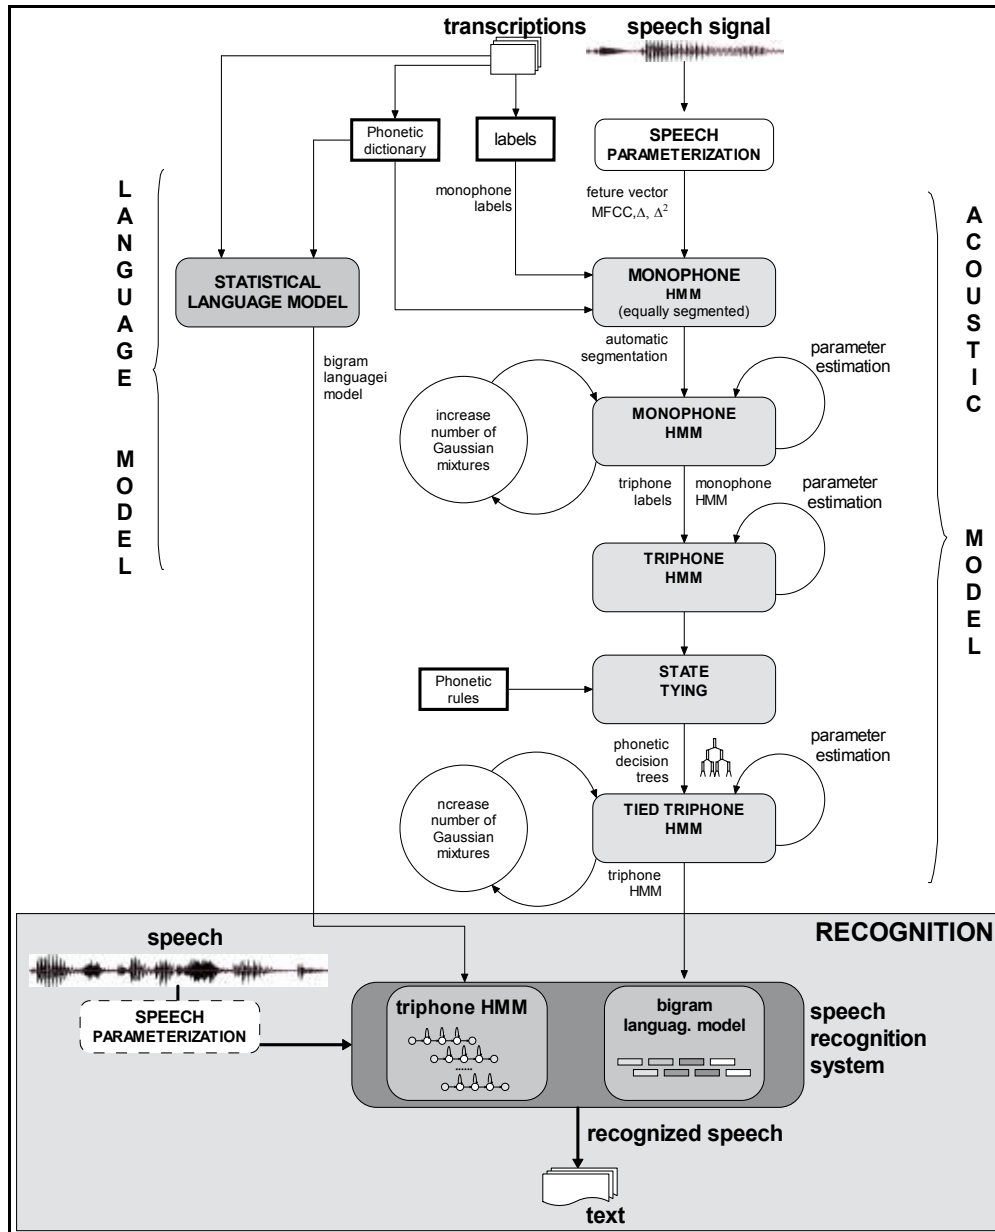 transcriptions
speech signal
Phonetic
dictionary
labels
SPEECH
PARAMETERIZATION
monophone
labels
feture vector
MFCC,Δ, Δ²
LANGUAGE MODEL
ACOUSTIC MODEL
STATISTICAL
LANGUAGE MODEL
MONOPHONE
HMM
(equally segmented)
automatic
segmentation
parameter
estimation
bigram
languagei
model
increase
number of
Gaussian
mixtures
MONOPHONE
HMM
triphone
labels
monophone
HMM
parameter
estimation
TRIPHONE
HMM
Phonetic
rules
STATE
TYING
phonetic
decision
trees
parameter
estimation
ncrease
number of
Gaussian
mixtures
TIED TRIPHONE
HMM
triphone
HMM
RECOGNITION
speech
SPEECH
PARAMETERIZATION
triphone HMM
......
bigram
languag. model
speech
recognition
system
recognized speech
text